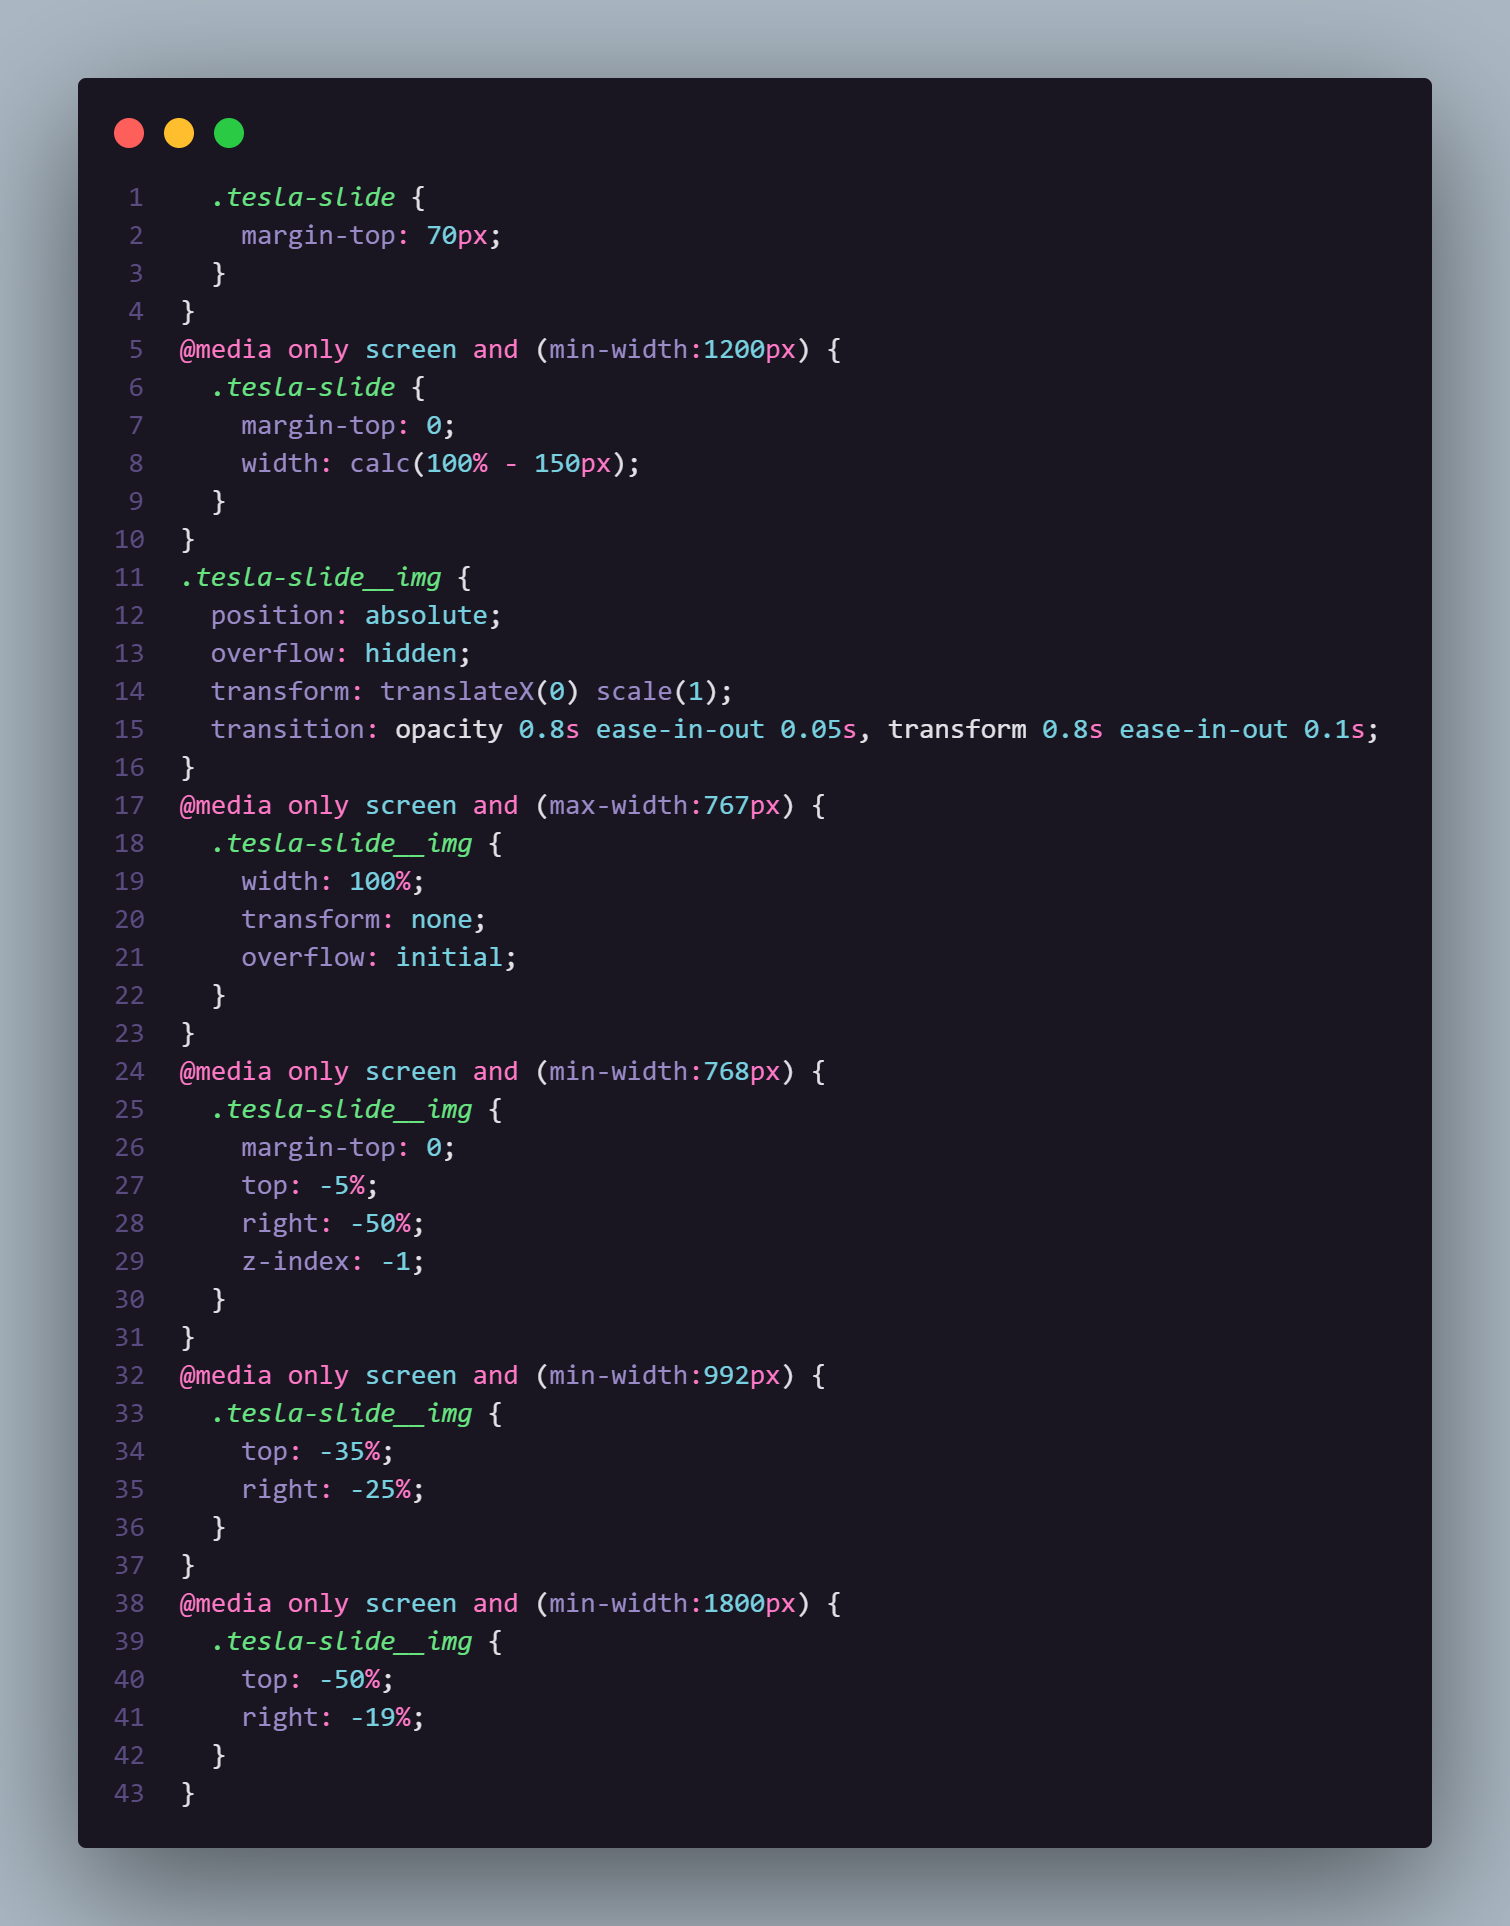 1 .tesla-slide {
2 margin-top: 70px;
3 }
4 }
5 @media only screen and (min-width:1200px) {
6 .tesla-slide {
7 margin-top: 0;
8 width: calc(100% - 150px);
9 }
10 }
11 .tesla-slide__img {
12 position: absolute;
13 overflow: hidden;
14 transform: translateX(0) scale(1);
15 transition: opacity 0.8s ease-in-out 0.05s, transform 0.8s ease-in-out 0.1s;
16 }
17 @media only screen and (max-width:767px) {
18 .tesla-slide__img {
19 width: 100%;
20 transform: none;
21 overflow: initial;
22 }
23 }
24 @media only screen and (min-width:768px) {
25 .tesla-slide__img {
26 margin-top: 0;
27 top: -5%;
28 right: -50%;
29 z-index: -1;
30 }
31 }
32 @media only screen and (min-width:992px) {
33 .tesla-slide__img {
34 top: -35%;
35 right: -25%;
36 }
37 }
38 @media only screen and (min-width:1800px) {
39 .tesla-slide__img {
40 top: -50%;
41 right: -19%;
42 }
43 }